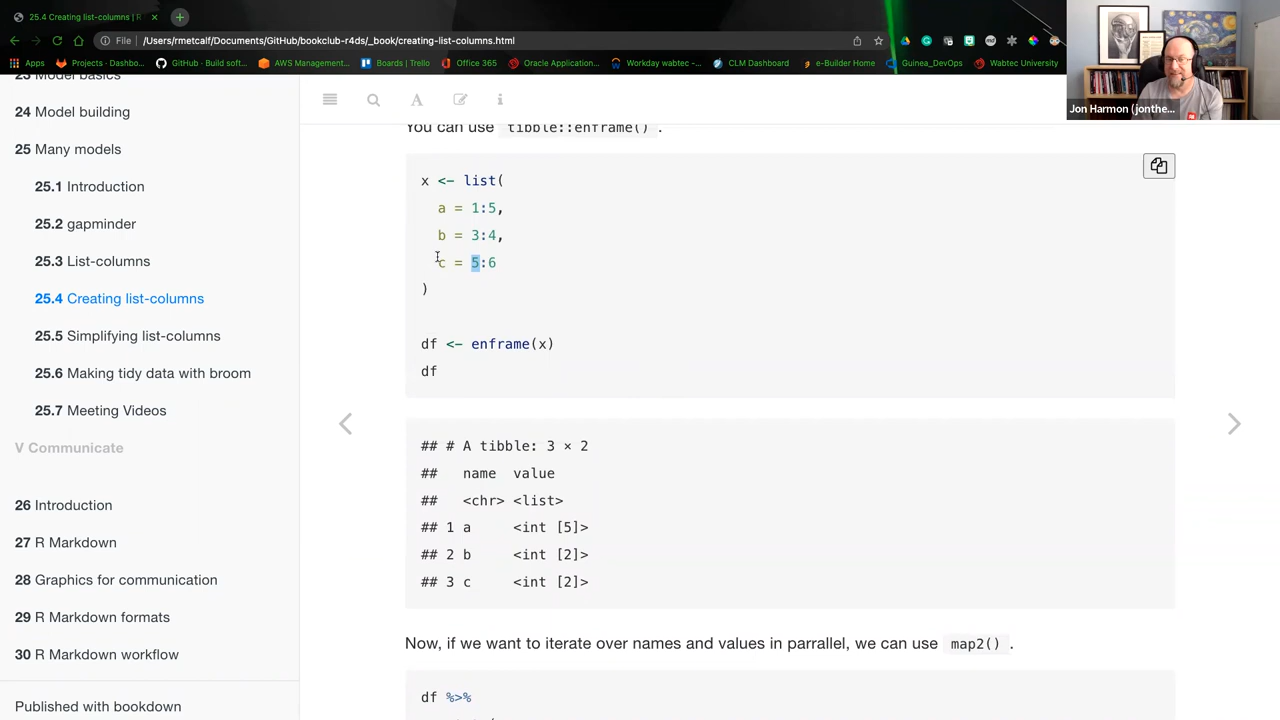 25.4 Creating list-columns | R
File /Users/rmetcalf/Documents/GitHub/bookclub-r4ds/_book/creating-list-columns.html
Apps Projects - Dashbo... GitHub · Build soft... AWS Management... Boards | Trello Office 365 Oracle Application... Workday wabtec -... CLM Dashboard e-Builder Home Guinea_DevOps Wabtec University
Jon Harmon (jonthe...
23 Model basics
24 Model building
25 Many models
25.1 Introduction
25.2 gapminder
25.3 List-columns
25.4 Creating list-columns
25.5 Simplifying list-columns
25.6 Making tidy data with broom
25.7 Meeting Videos
V Communicate
26 Introduction
27 R Markdown
28 Graphics for communication
29 R Markdown formats
30 R Markdown workflow
Published with bookdown
You can use tibble::enframe() .
x <- list(
a = 1:5,
b = 3:4,
c = 5:6
)
df <- enframe(x)
df
## # A tibble: 3 × 2
## name value
## <chr> <list>
## 1 a <int [5]>
## 2 b <int [2]>
## 3 c <int [2]>
Now, if we want to iterate over names and values in parrallel, we can use map2() .
df %>%